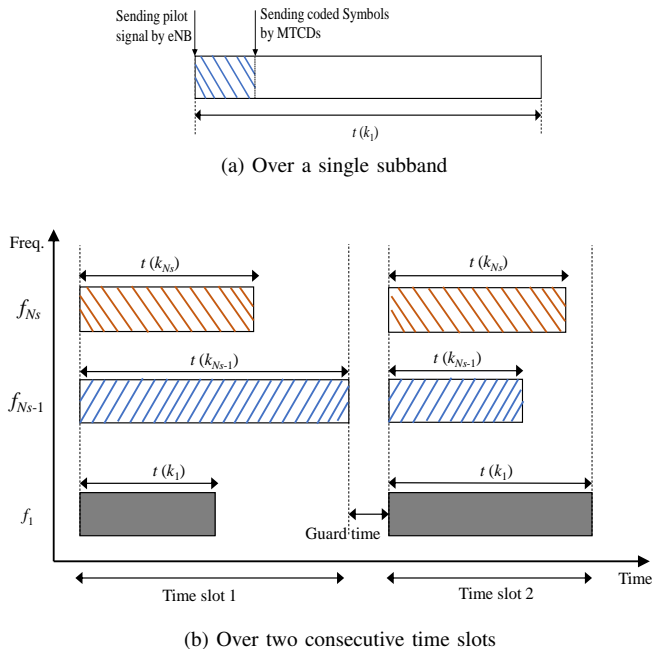 Sending pilot
signal by eNB
Sending coded Symbols
by MTCDs
t (k1)
(a) Over a single subband
Freq.
t (kNs)
t (kNs)
fNs
t (kNs-1)
t (kNs-1)
fNs-1
t (k1)
t (k1)
f1
Guard time
Time
Time slot 1
Time slot 2
(b) Over two consecutive time slots